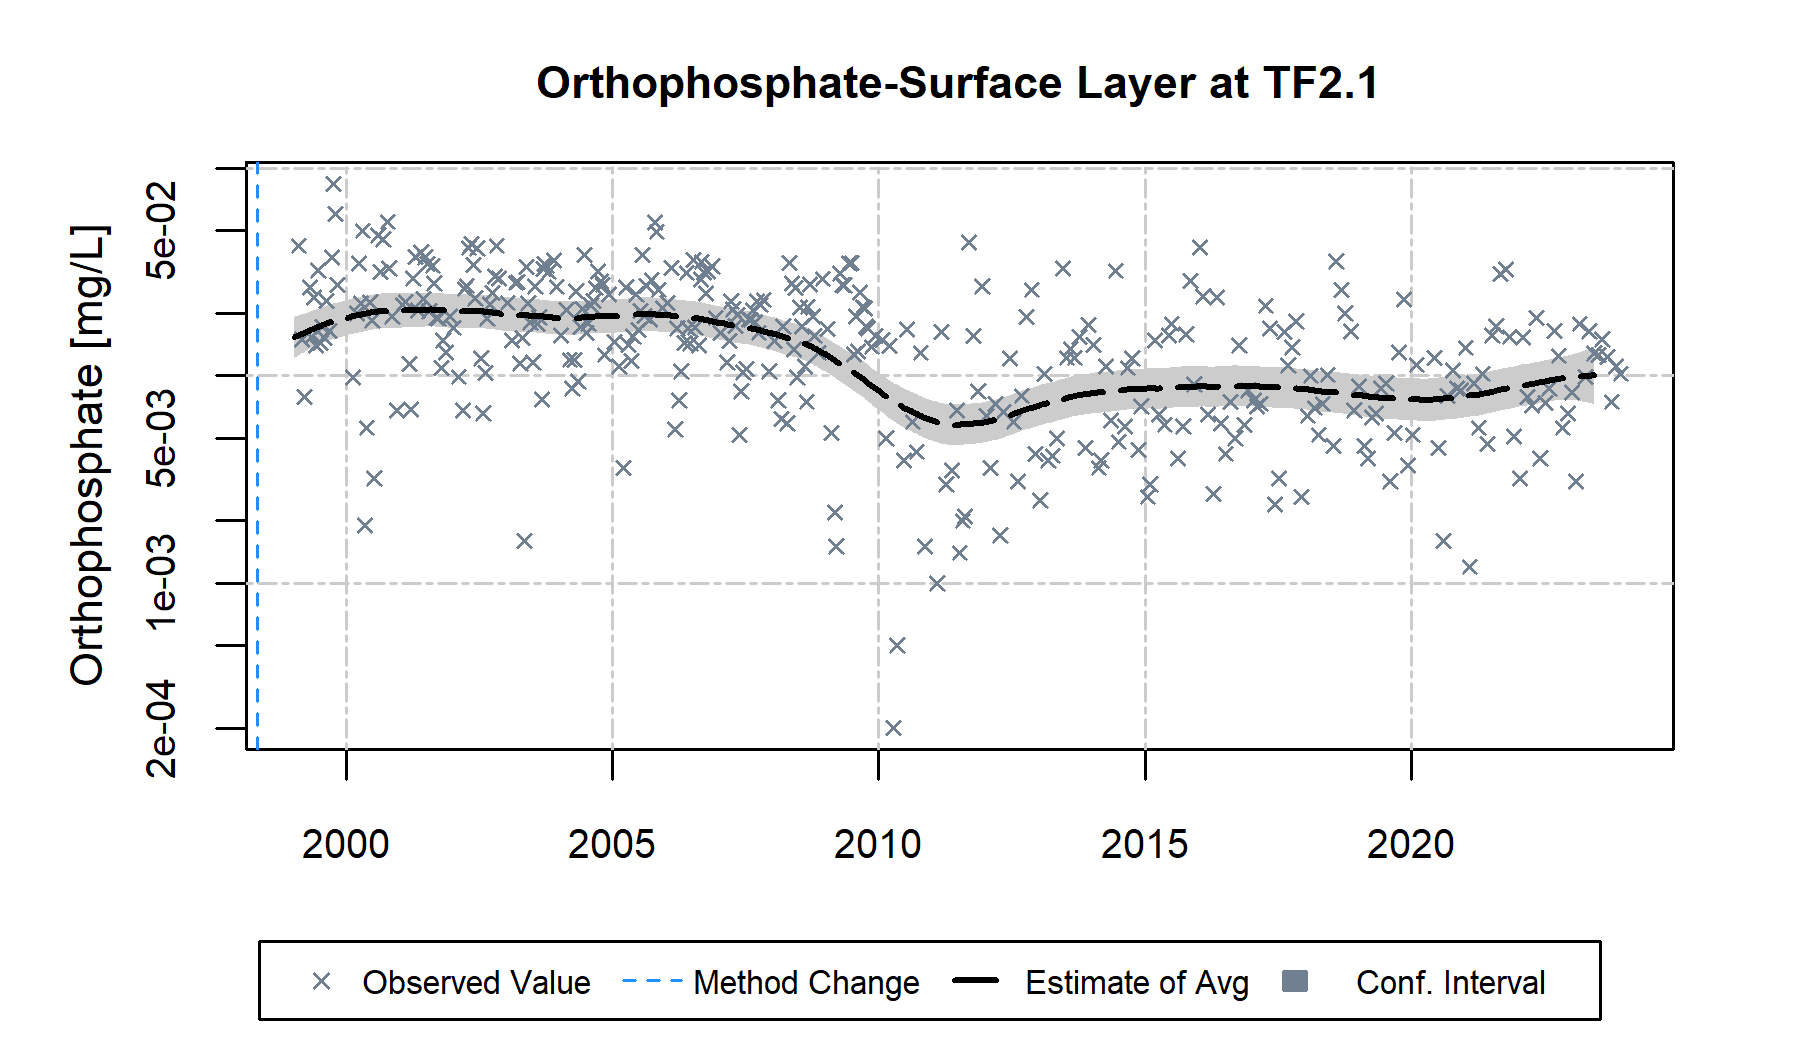 Orthophosphate-Surface Layer at TF2.1
Orthophosphate [mg/L]
5e-02
5e-03
1e-03
2e-04
2000 2005 2010 2015 2020
Observed Value Method Change Estimate of Avg Conf. Interval